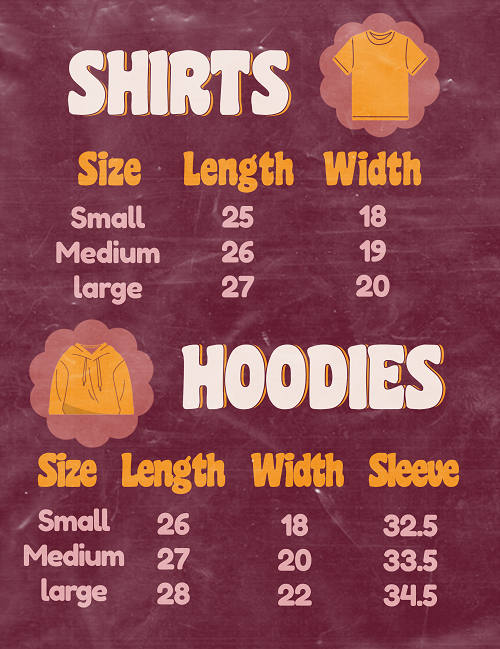 SHIRTS
Size Length Width
Small 25 18
Medium 26 19
large 27 20
HOODIES
Size Length Width Sleeve
Small 26 18 32.5
Medium 27 20 33.5
large 28 22 34.5